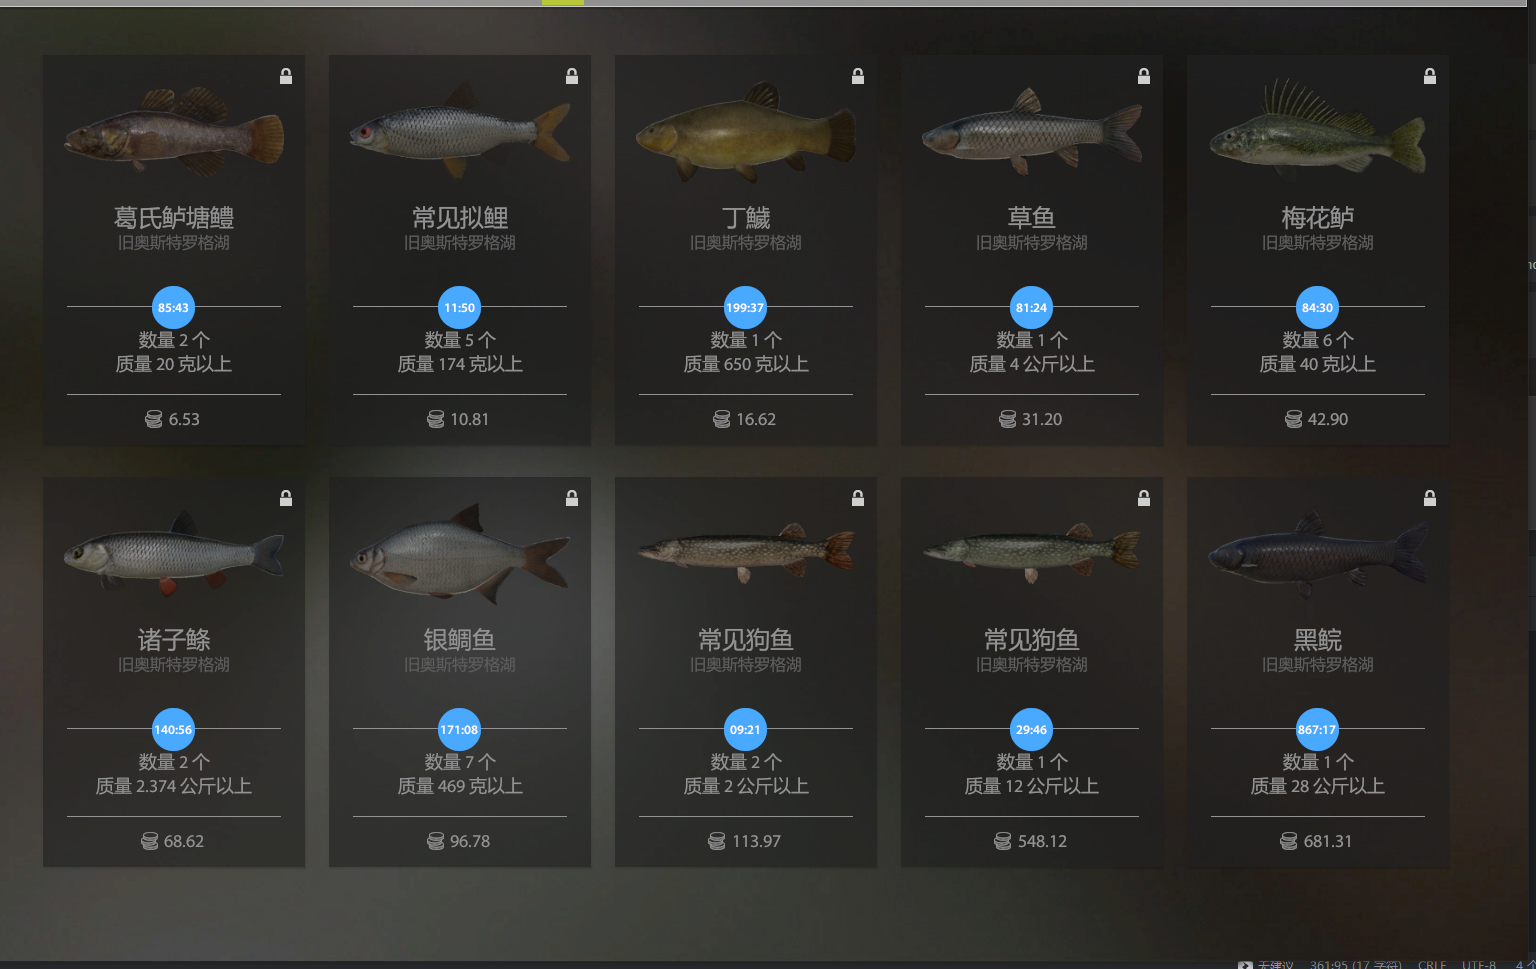 葛氏鲈塘鳢
旧奥斯特罗格湖
85:43
数量 2 个
质量 20 克以上
6.53
常见拟鲤
旧奥斯特罗格湖
11:50
数量 5 个
质量 174 克以上
10.81
丁鱥
旧奥斯特罗格湖
199:37
数量 1 个
质量 650 克以上
16.62
草鱼
旧奥斯特罗格湖
81:24
数量 1 个
质量 4 公斤以上
31.20
梅花鲈
旧奥斯特罗格湖
84:30
数量 6 个
质量 40 克以上
42.90
诸子鲦
旧奥斯特罗格湖
140:56
数量 2 个
质量 2.374 公斤以上
68.62
银鲷鱼
旧奥斯特罗格湖
171:08
数量 7 个
质量 469 克以上
96.78
常见狗鱼
旧奥斯特罗格湖
09:21
数量 2 个
质量 2 公斤以上
113.97
常见狗鱼
旧奥斯特罗格湖
29:46
数量 1 个
质量 12 公斤以上
548.12
黑鲩
旧奥斯特罗格湖
867:17
数量 1 个
质量 28 公斤以上
681.31
无建议 361:95 (17 字符) CRLF UTF-8 4 个